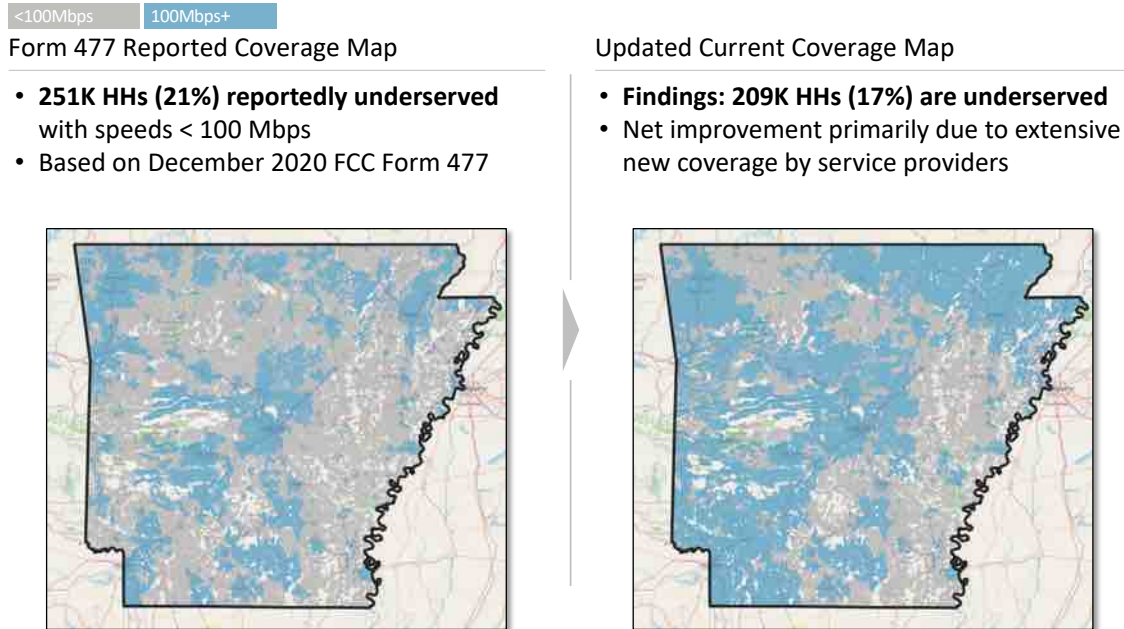 <100Mbps 100Mbps+
Form 477 Reported Coverage Map
• 251K HHs (21%) reportedly underserved
with speeds < 100 Mbps
• Based on December 2020 FCC Form 477
Updated Current Coverage Map
• Findings: 209K HHs (17%) are underserved
• Net improvement primarily due to extensive
new coverage by service providers